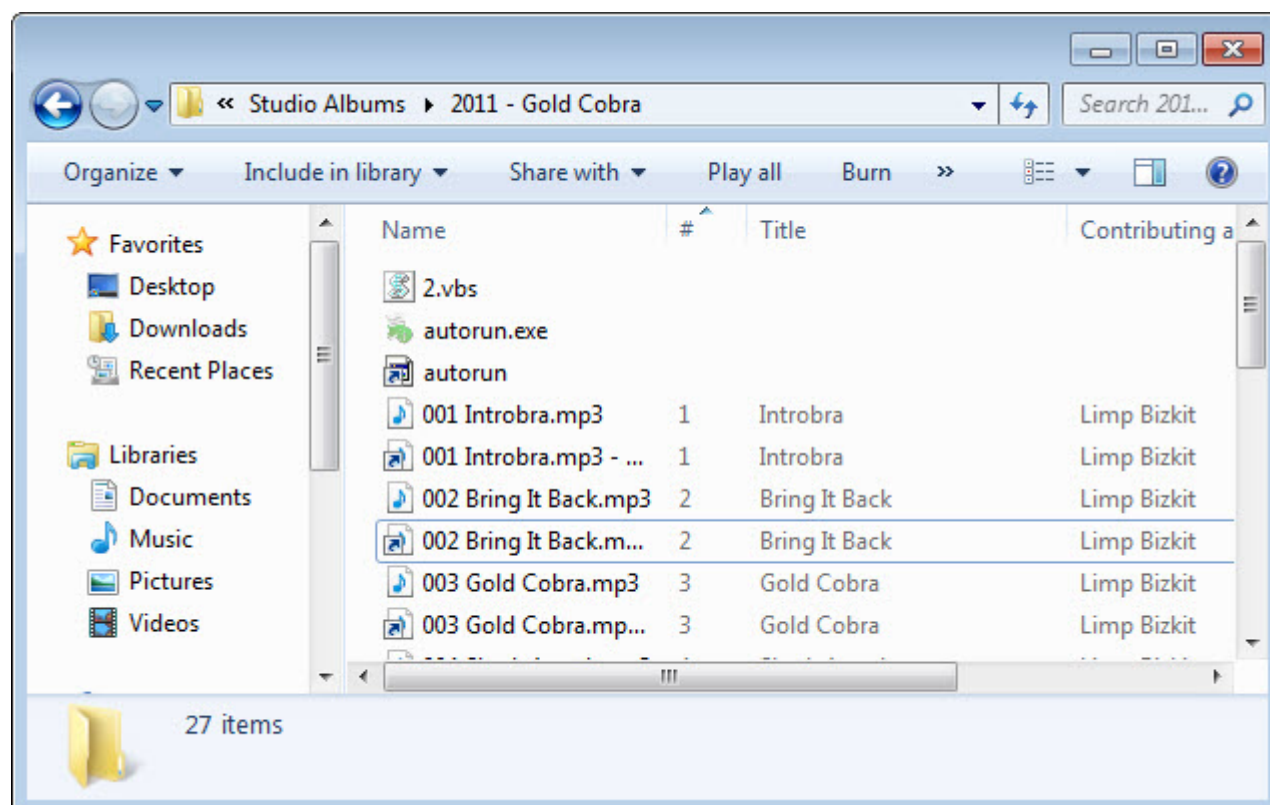 « Studio Albums 2011 - Gold Cobra Search 201...
Organize Include in library Share with Play all Burn »
Favorites
Desktop
Downloads
Recent Places
Libraries
Documents
Music
Pictures
Videos
Name # Title Contributing a
2.vbs
autorun.exe
autorun
001 Introbra.mp3 1 Introbra Limp Bizkit
001 Introbra.mp3 - ... 1 Introbra Limp Bizkit
002 Bring It Back.mp3 2 Bring It Back Limp Bizkit
002 Bring It Back.m... 2 Bring It Back Limp Bizkit
003 Gold Cobra.mp3 3 Gold Cobra Limp Bizkit
003 Gold Cobra.mp... 3 Gold Cobra Limp Bizkit
27 items